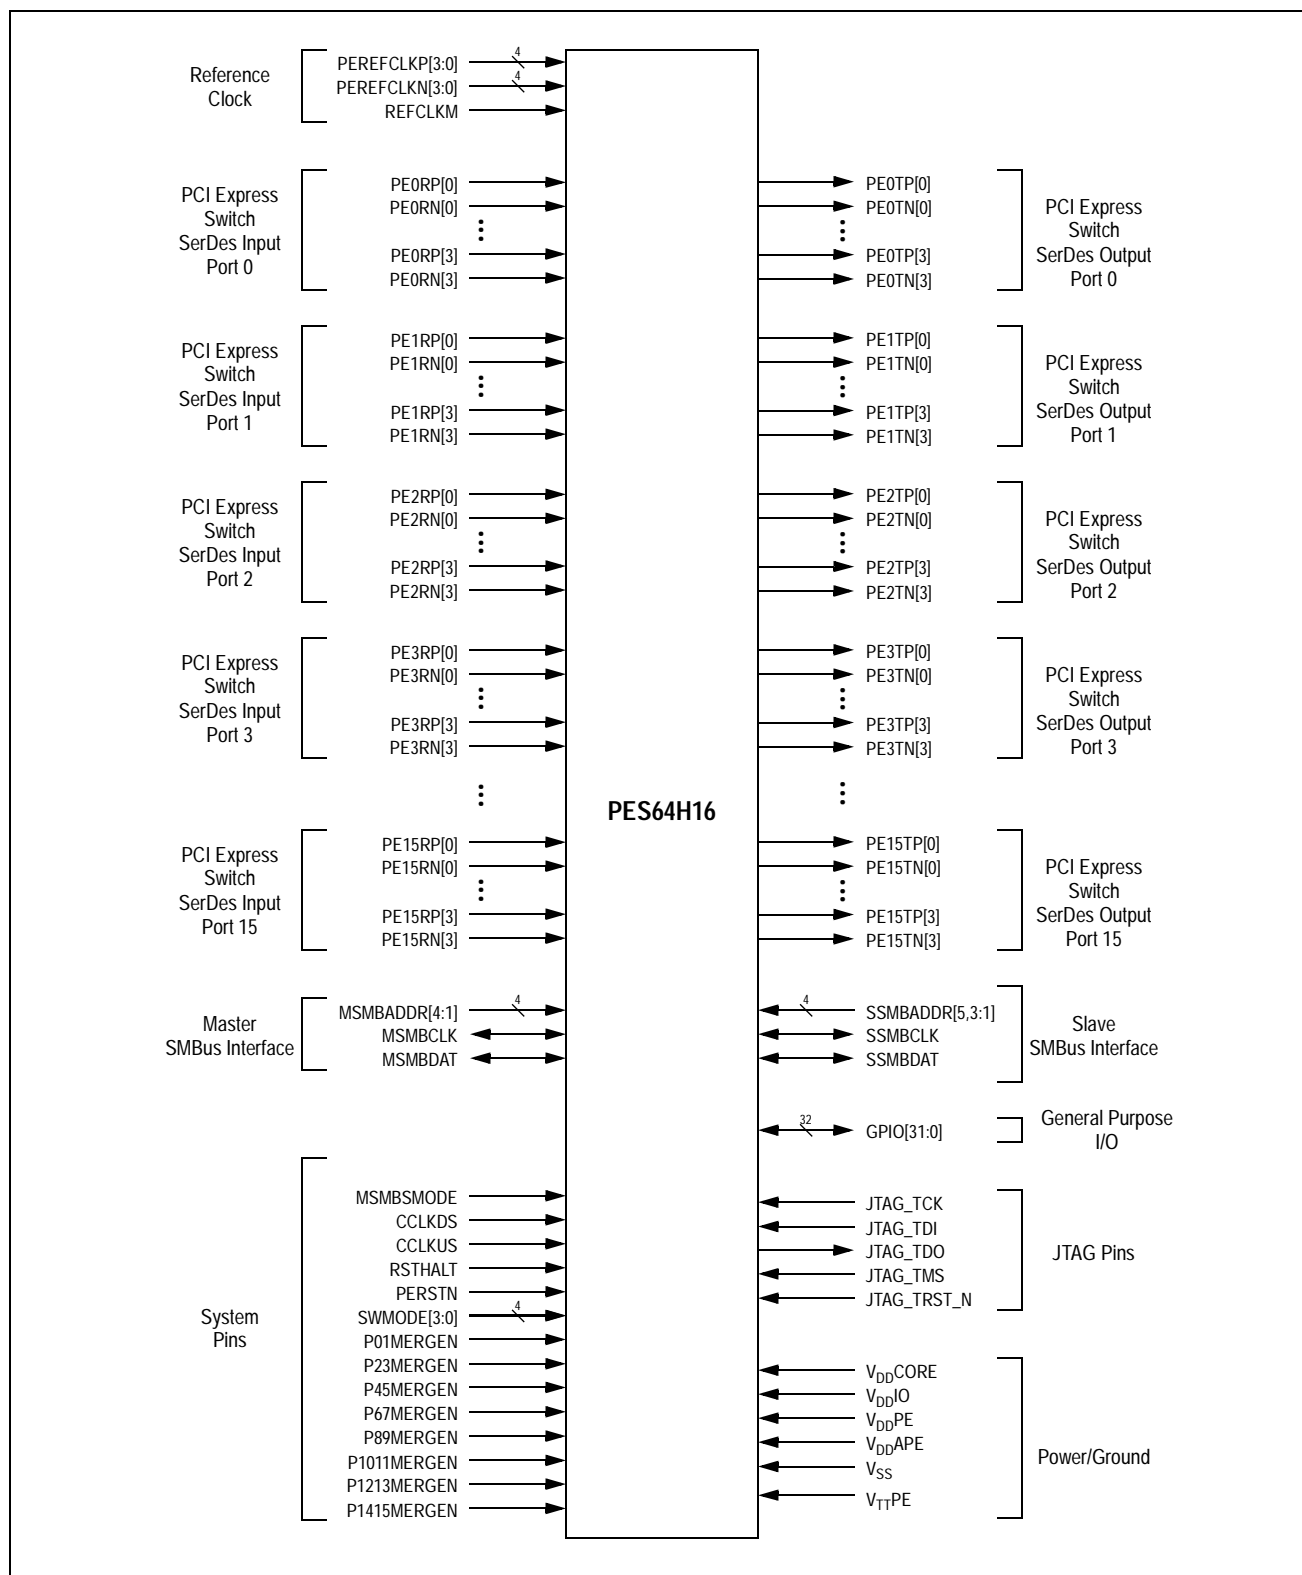 Reference
Clock
PEREFCLKP[3:0]
4
PEREFCLKN[3:0]
4
REFCLKM
PCI Express
Switch
SerDes Input
Port 0
PE0RP[0]
PE0RN[0]
PE0RP[3]
PE0RN[3]
PE0TP[0]
PE0TN[0]
PE0TP[3]
PE0TN[3]
PCI Express
Switch
SerDes Output
Port 0
PCI Express
Switch
SerDes Input
Port 1
PE1RP[0]
PE1RN[0]
PE1RP[3]
PE1RN[3]
PE1TP[0]
PE1TN[0]
PE1TP[3]
PE1TN[3]
PCI Express
Switch
SerDes Output
Port 1
PCI Express
Switch
SerDes Input
Port 2
PE2RP[0]
PE2RN[0]
PE2RP[3]
PE2RN[3]
PE2TP[0]
PE2TN[0]
PE2TP[3]
PE2TN[3]
PCI Express
Switch
SerDes Output
Port 2
PCI Express
Switch
SerDes Input
Port 3
PE3RP[0]
PE3RN[0]
PE3RP[3]
PE3RN[3]
PE3TP[0]
PE3TN[0]
PE3TP[3]
PE3TN[3]
PCI Express
Switch
SerDes Output
Port 3
PES64H16
PCI Express
Switch
SerDes Input
Port 15
PE15RP[0]
PE15RN[0]
PE15RP[3]
PE15RN[3]
PE15TP[0]
PE15TN[0]
PE15TP[3]
PE15TN[3]
PCI Express
Switch
SerDes Output
Port 15
Master
SMBus Interface
MSMBADDR[4:1]
4
MSMBCLK
MSMBDAT
4
SSMBADDR[5,3:1]
SSMBCLK
SSMBDAT
Slave
SMBus Interface
32
GPIO[31:0]
General Purpose
I/O
System
Pins
MSMBSMODE
CCLKDS
CCLKUS
RSTHALT
PERSTN
SWMODE[3:0]
4
P01MERGEN
P23MERGEN
P45MERGEN
P67MERGEN
P89MERGEN
P1011MERGEN
P1213MERGEN
P1415MERGEN
JTAG_TCK
JTAG_TDI
JTAG_TDO
JTAG_TMS
JTAG_TRST_N
JTAG Pins
VDDCORE
VDDIO
VDDPE
VDDAPE
VSS
VTTPE
Power/Ground